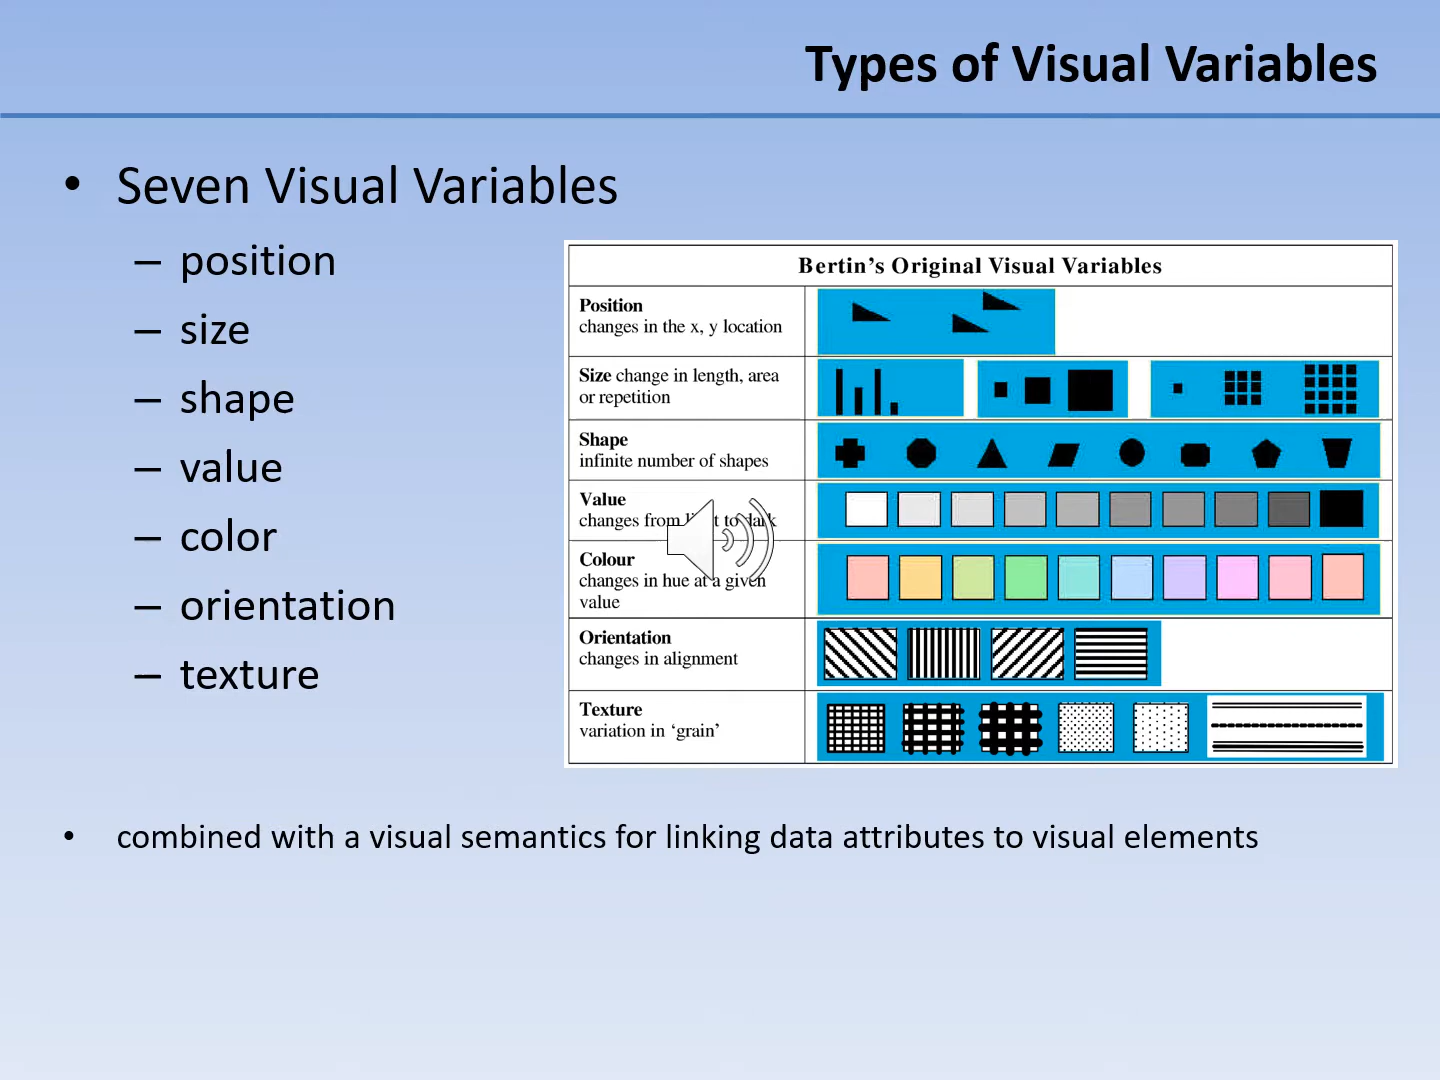 Types of Visual Variables
• Seven Visual Variables
– position
– size
– shape
– value
– color
– orientation
– texture
Bertin’s Original Visual Variables
Position
changes in the x, y location
Size change in length, area
or repetition
Shape
infinite number of shapes
Value
changes from light to dark
Colour
changes in hue at a given
value
Orientation
changes in alignment
Texture
variation in ‘grain’
• combined with a visual semantics for linking data attributes to visual elements